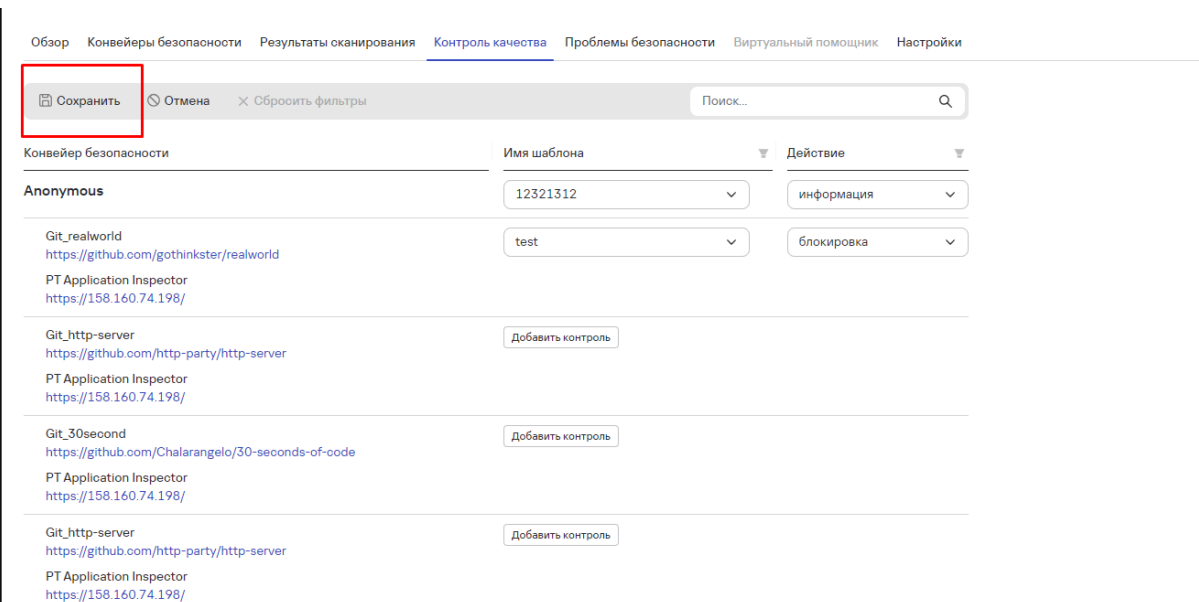 Обзор Конвейеры безопасности Результаты сканирования Контроль качества Проблемы безопасности Виртуальный помощник Настройки
Сохранить Отмена Сбросить фильтры Поиск...
Конвейер безопасности Имя шаблона Действие
Anonymous 12321312 информация
Git_realworld test блокировка
https://github.com/gothinkster/realworld
PT Application Inspector
https://158.160.74.198/
Git_http-server Добавить контроль
https://github.com/http-party/http-server
PT Application Inspector
https://158.160.74.198/
Git_30second Добавить контроль
https://github.com/Chalarangelo/30-seconds-of-code
PT Application Inspector
https://158.160.74.198/
Git_http-server Добавить контроль
https://github.com/http-party/http-server
PT Application Inspector
https://158.160.74.198/